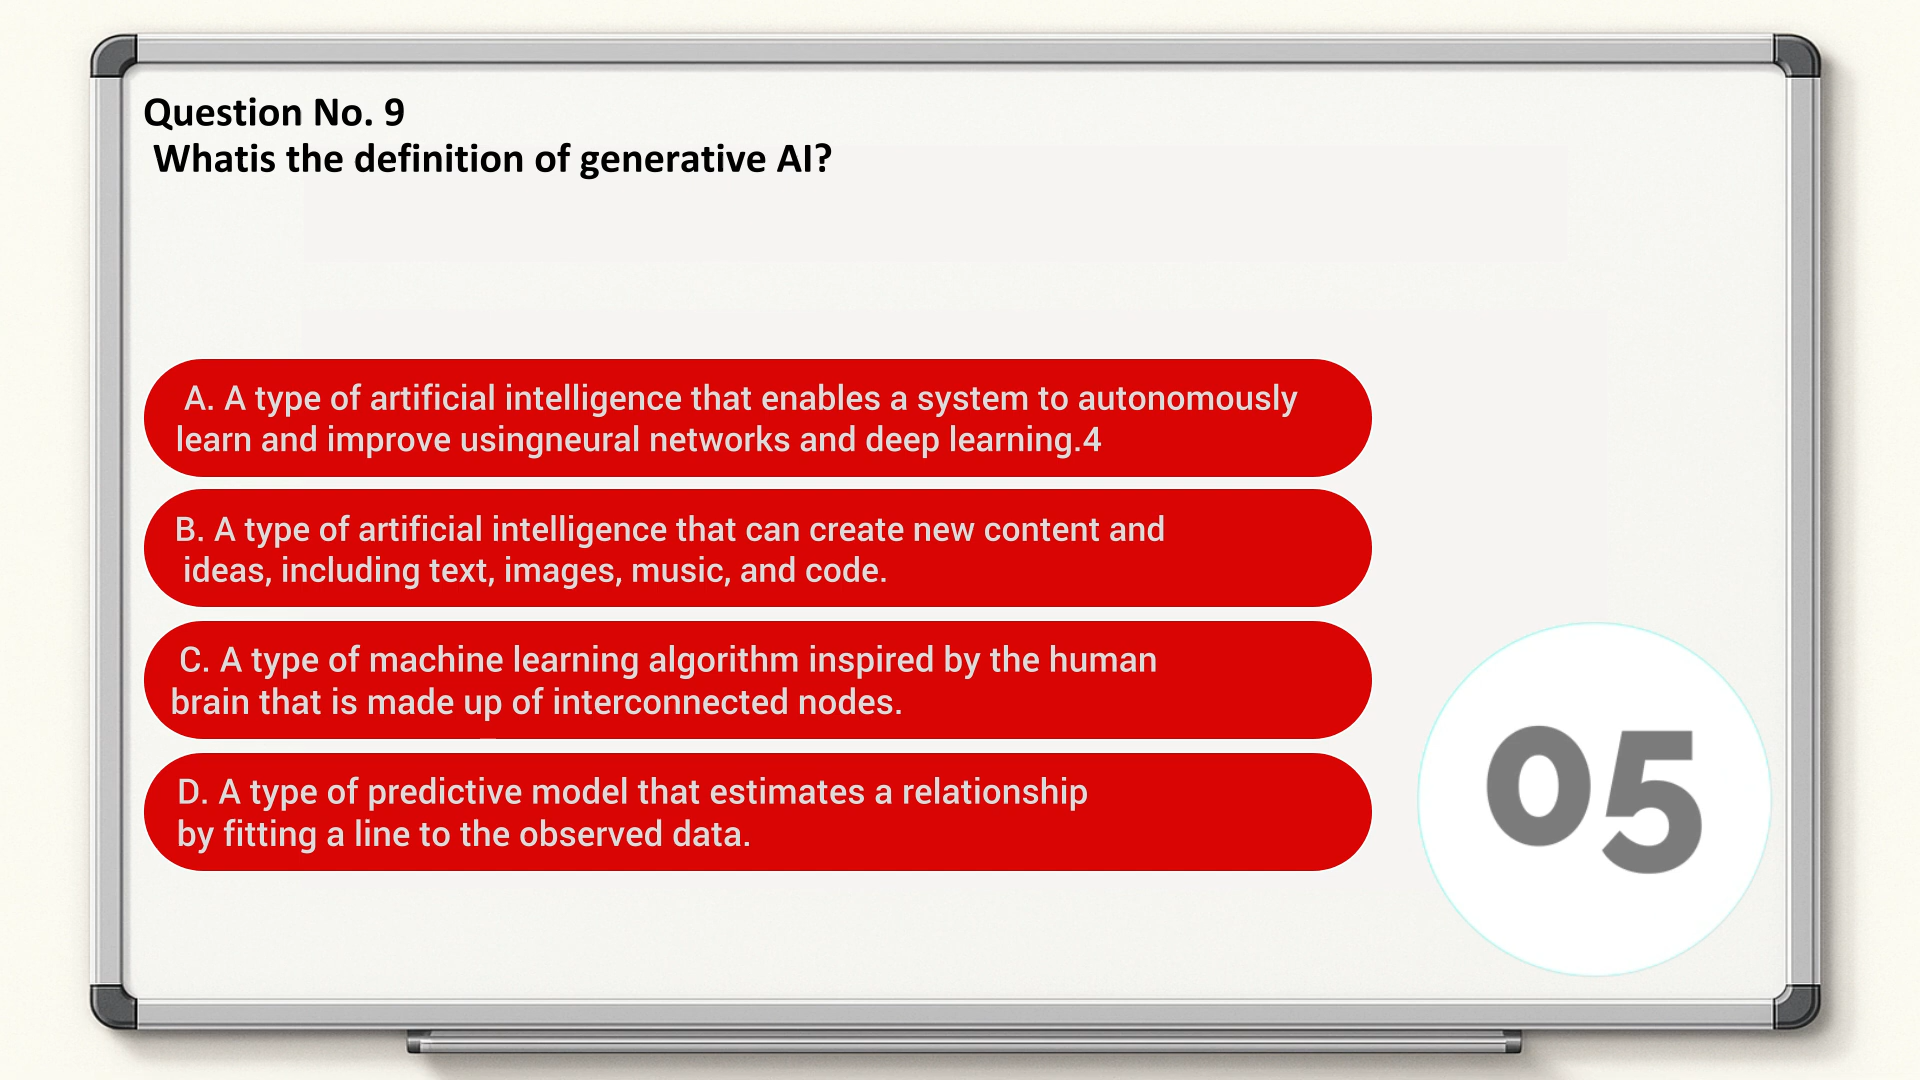 Question No. 9
Whatis the definition of generative AI?
A. A type of artificial intelligence that enables a system to autonomously
learn and improve usingneural networks and deep learning.4
B. A type of artificial intelligence that can create new content and
ideas, including text, images, music, and code.
C. A type of machine learning algorithm inspired by the human
brain that is made up of interconnected nodes.
D. A type of predictive model that estimates a relationship
by fitting a line to the observed data.
05